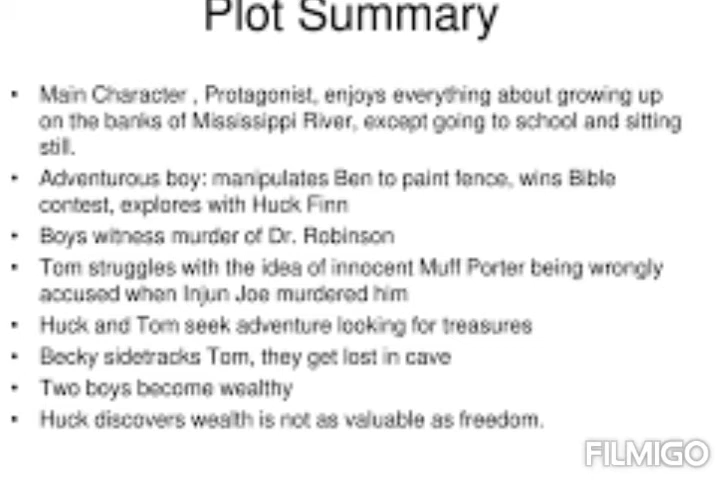 Plot Summary
• Main Character , Protagonist, enjoys everything about growing up
on the banks of Mississippi River, except going to school and sitting
still.
• Adventurous boy: manipulates Ben to paint fence, wins Bible
contest, explores with Huck Finn
• Boys witness murder of Dr. Robinson
• Tom struggles with the idea of innocent Muff Porter being wrongly
accused when Injun Joe murdered him
• Huck and Tom seek adventure looking for treasures
• Becky sidetracks Tom, they get lost in cave
• Two boys become wealthy
• Huck discovers wealth is not as valuable as freedom.
FILMIGO